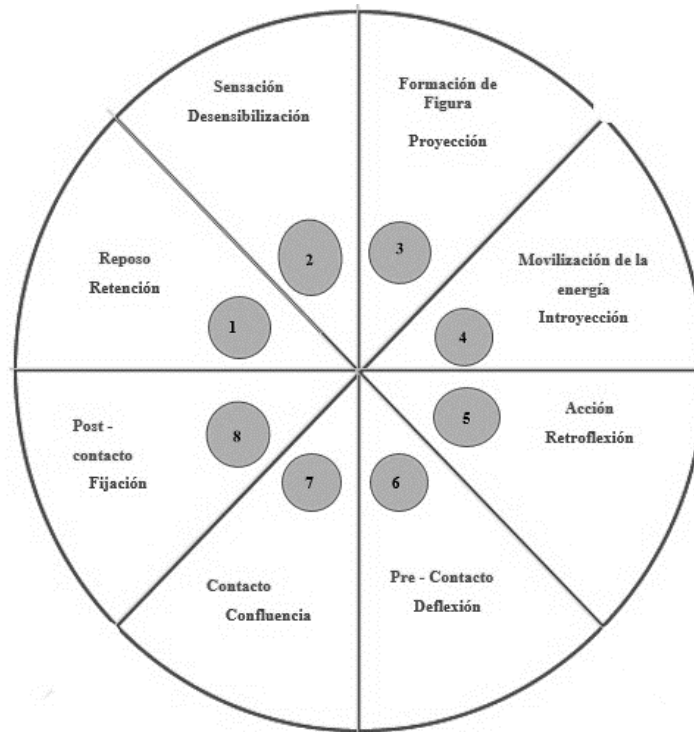 Sensación
Desensibilización
2
Formación de
Figura
Proyección
3
Movilización de la
energía
Introyección
4
Acción
Retroflexión
5
Pre - Contacto
Deflexión
6
Contacto
Confluencia
7
Post -
contacto
Fijación
8
Reposo
Retención
1